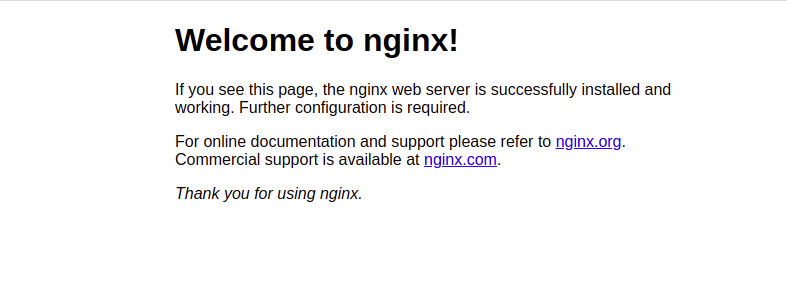 Welcome to nginx!
If you see this page, the nginx web server is successfully installed and
working. Further configuration is required.
For online documentation and support please refer to nginx.org.
Commercial support is available at nginx.com.
Thank you for using nginx.